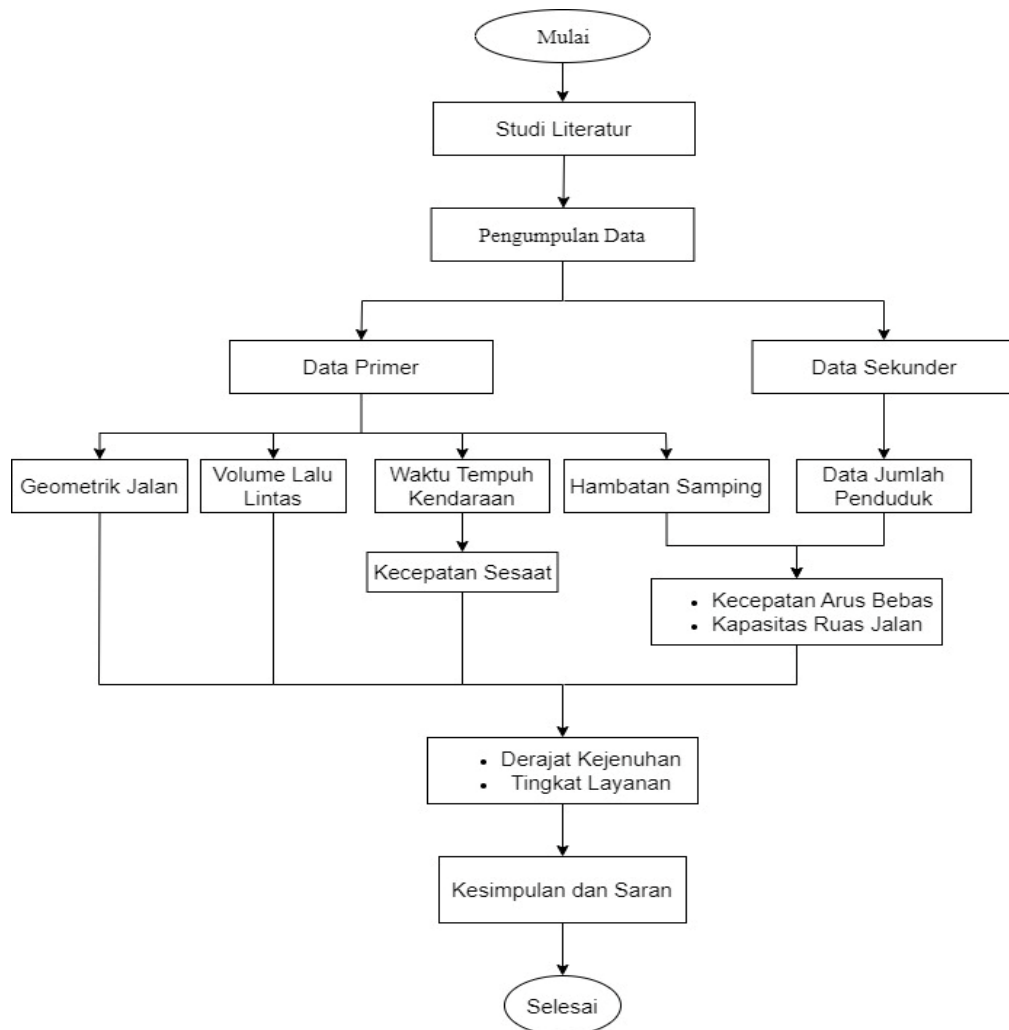 Mulai
Studi Literatur
Pengumpulan Data
Data Primer
Data Sekunder
Geometrik Jalan
Volume Lalu
Lintas
Waktu Tempuh
Kendaraan
Hambatan Samping
Data Jumlah
Penduduk
Kecepatan Sesaat
• Kecepatan Arus Bebas
• Kapasitas Ruas Jalan
• Derajat Kejenuhan
• Tingkat Layanan
Kesimpulan dan Saran
Selesai